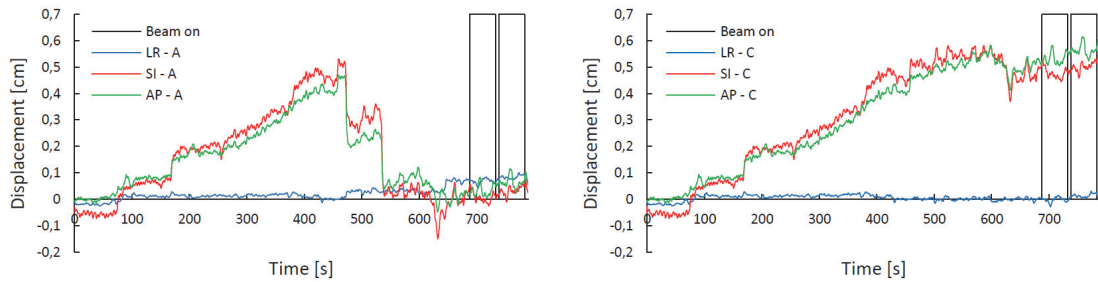 0,7
0,6
0,5
0,4
0,3
0,2
0,1
0
-0,1
-0,2
Displacement [cm]
Beam on
LR - A
SI - A
AP - A
0 100 200 300 400 500 600 700
Time [s]
0,7
0,6
0,5
0,4
0,3
0,2
0,1
0
-0,1
-0,2
Displacement [cm]
Beam on
LR - C
SI - C
AP - C
0 100 200 300 400 500 600 700
Time [s]